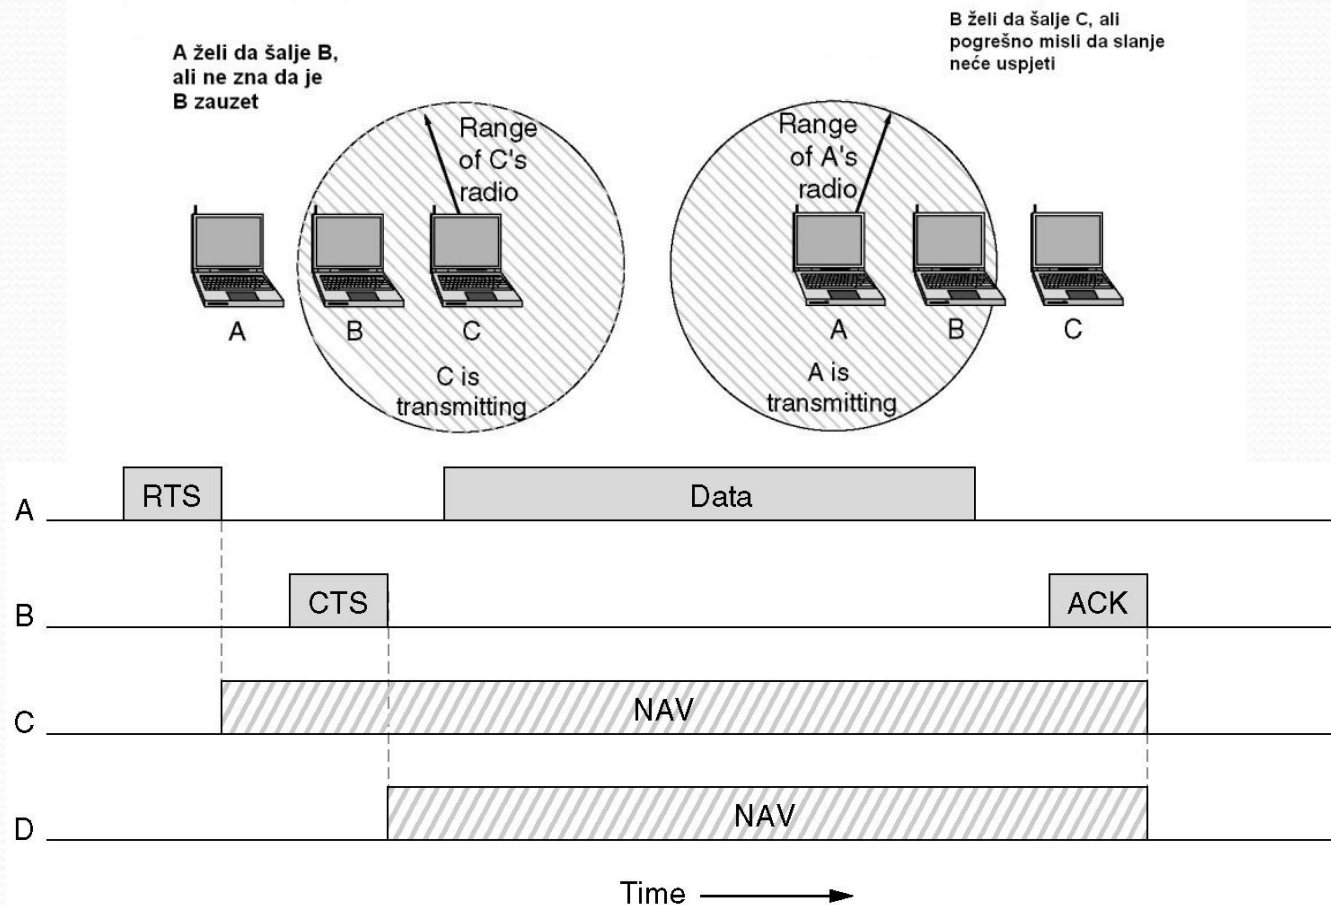 A želi da šalje B,
ali ne zna da je
B zauzet
B želi da šalje C, ali
pogrešno misli da slanje
neće uspjeti
Range
of C's
radio
A
B
C
C is
transmitting
Range
of A's
radio
A
B
C
A is
transmitting
A
RTS
Data
B
CTS
ACK
C
NAV
D
NAV
Time